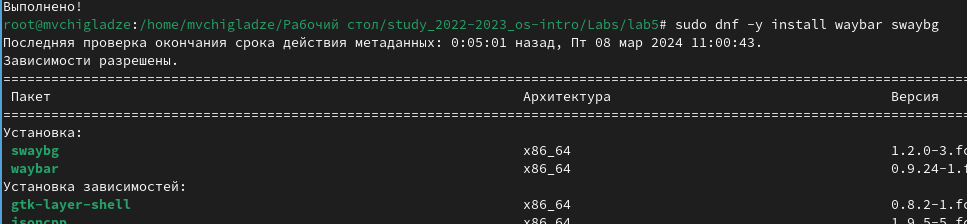 Выполнено!
root@mvchigladze:/home/mvchigladze/Рабочий стол/study_2022-2023_os-intro/Labs/lab5# sudo dnf -y install waybar swaybg
Последняя проверка окончания срока действия метаданных: 0:05:01 назад, Пт 08 мар 2024 11:00:43.
Зависимости разрешены.
Пакет Архитектура Версия
Установка:
swaybg x86_64 1.2.0-3.fc
waybar x86_64 0.9.24-1.f
Установка зависимостей:
gtk-layer-shell x86_64 0.8.2-1.fc
jsoncpp x86_64 1.9.5-5.fc